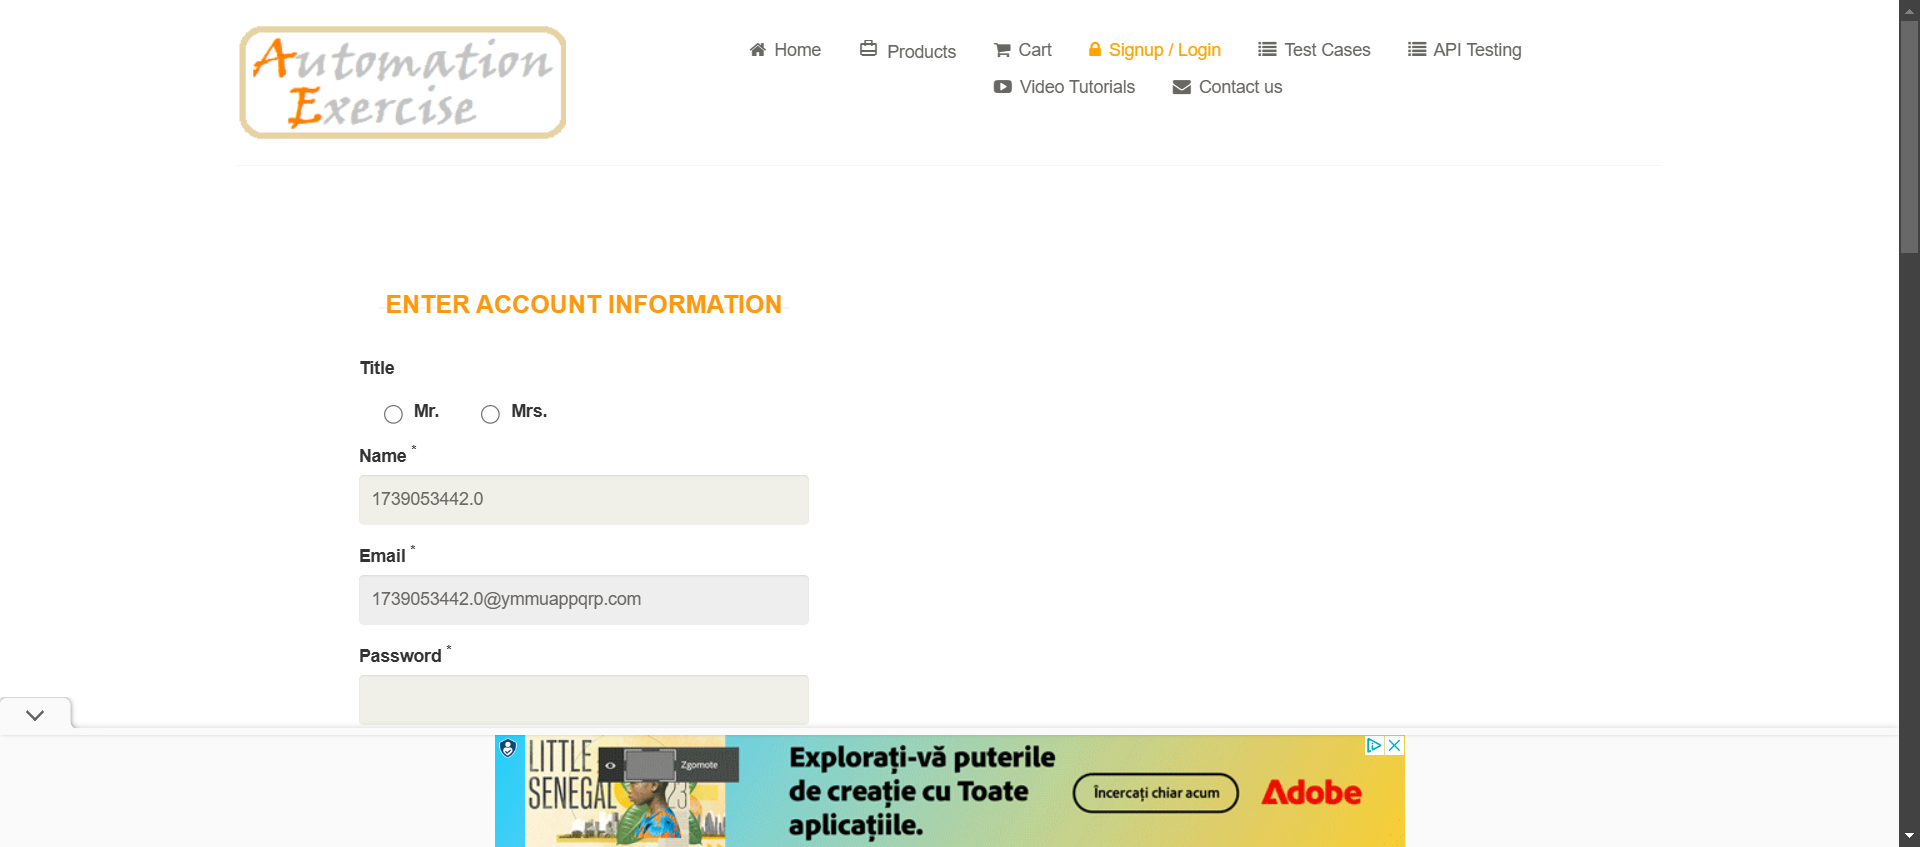 Automation
Exercise
Home
Products
Cart
Signup / Login
Test Cases
API Testing
Video Tutorials
Contact us
ENTER ACCOUNT INFORMATION
Title
Mr.
Mrs.
Name *
1739053442.0
Email *
1739053442.0@ymmuappqrp.com
Password *
LITTLE
SENEGAL
23
Zgomote
Explorați-vă puterile
de creație cu Toate
aplicațiile.
Încercați chiar acum
Adobe